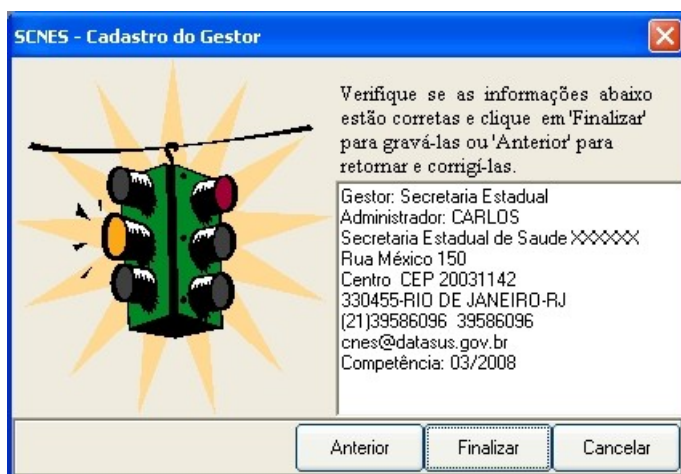 SCNES - Cadastro do Gestor
Verifique se as informações abaixo
estão corretas e clique em 'Finalizar'
para gravá-las ou 'Anterior' para
retornar e corrigí-las.
Gestor: Secretaria Estadual
Administrador: CARLOS
Secretaria Estadual de Saude XXXXXX
Rua México 150
Centro CEP 20031142
330455-RIO DE JANEIRO-RJ
(21)39586096 39586096
cnes@datasus.gov.br
Competência: 03/2008
Anterior Finalizar Cancelar